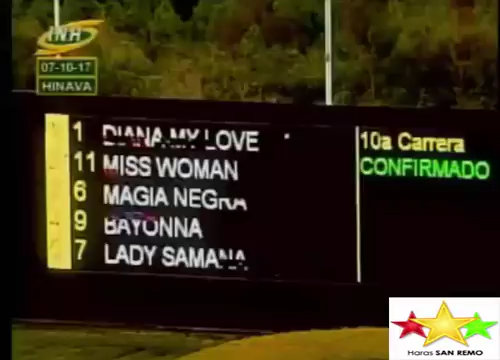 INH
07-10-17
HINAVA
1 DIANA MY LOVE
11 MISS WOMAN
6 MAGIA NEGRA
9 BAYONNA
7 LADY SAMANA
10a Carrera
CONFIRMADO
Haras SAN REMO